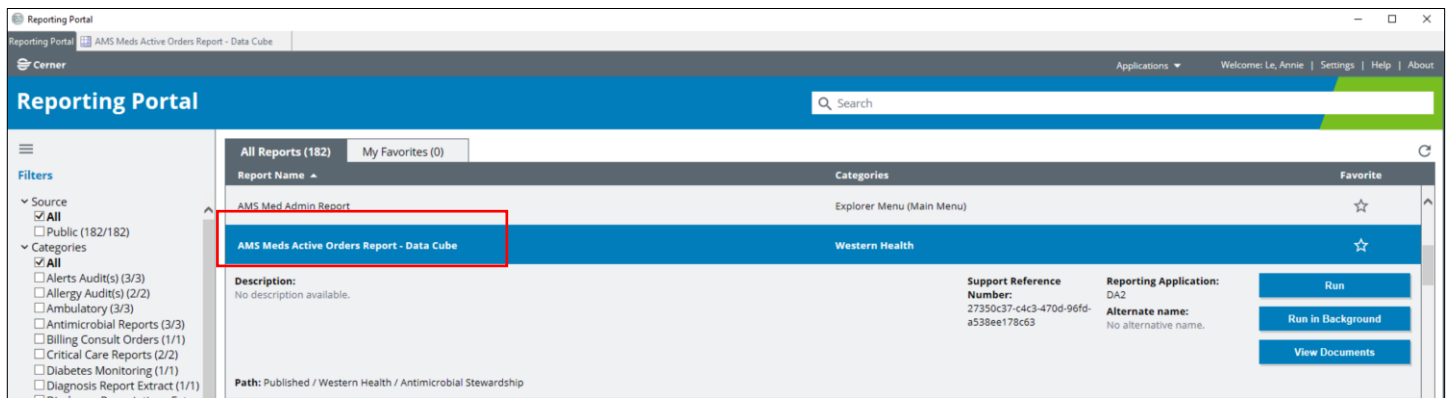 Reporting Portal
Reporting Portal AMS Meds Active Orders Report - Data Cube
Cerner Applications Welcome: Le, Annie | Settings | Help | About
Reporting Portal Search
All Reports (182) My Favorites (0)
Filters
Report Name Categories Favorite
Source
All
Public (182/182)
Categories
All
Alerts Audit(s) (3/3)
Allergy Audit(s) (2/2)
Ambulatory (3/3)
Antimicrobial Reports (3/3)
Billing Consult Orders (1/1)
Critical Care Reports (2/2)
Diabetes Monitoring (1/1)
Diagnosis Report Extract (1/1)
AMS Med Admin Report Explorer Menu (Main Menu)
AMS Meds Active Orders Report - Data Cube Western Health
Description:
No description available.
Support Reference
Number:
27350c37-c4c3-470d-96fd-
a538ee178c63
Reporting Application:
DA2
Alternate name:
No alternative name.
Run
Run in Background
View Documents
Path: Published / Western Health / Antimicrobial Stewardship